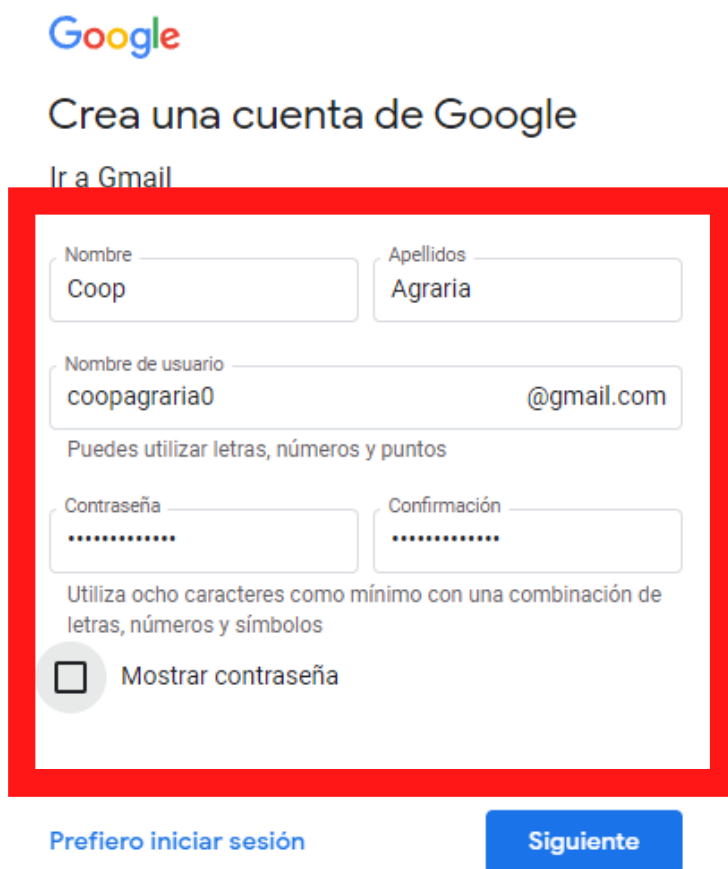 Google
Crea una cuenta de Google
Ir a Gmail
Nombre
Apellidos
Coop
Agraria
Nombre de usuario
coopagraria0
@gmail.com
Puedes utilizar letras, números y puntos
Contraseña
Confirmación
•••••••••••••
•••••••••••••
Utiliza ocho caracteres como mínimo con una combinación de
letras, números y símbolos
Mostrar contraseña
Prefiero iniciar sesión
Siguiente